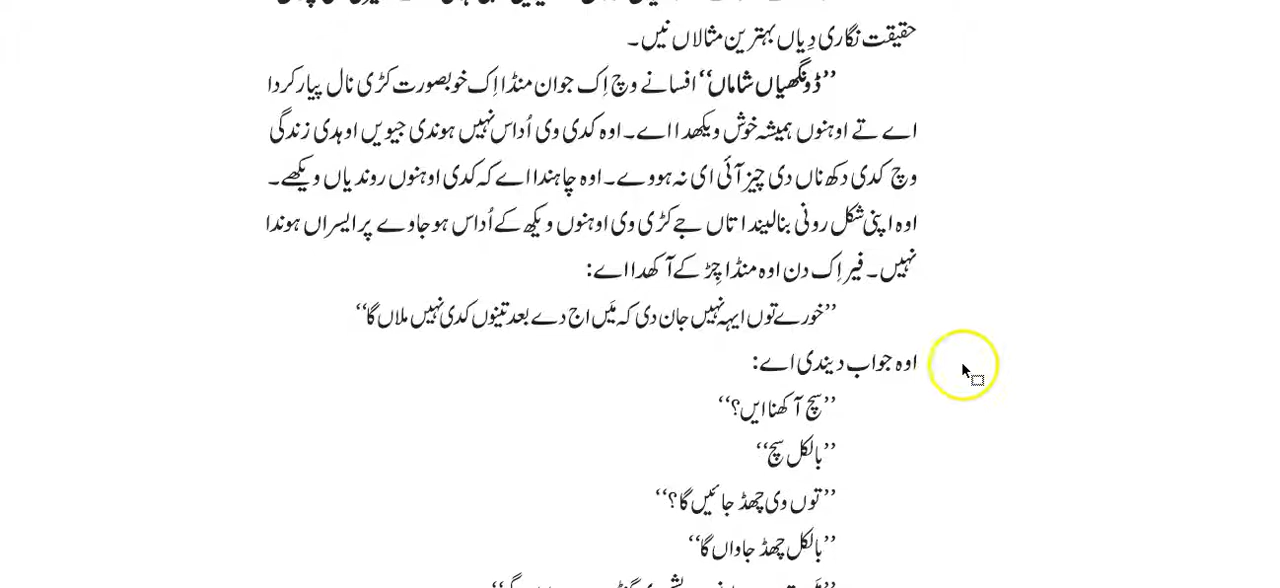 حقیقت نگاری دِیاں بہترین مثالاں نیں۔
’’ڈونگھیاں شاماں‘‘ افسانے وِچ اِک جوان منڈا اِک خوبصورت کڑی نال پیار کردا
اے تے اوہنوں ہمیشہ خوش ویکھدا اے۔ اوہ کدی وی اُداس نہیں ہوندی جیویں اوہدی زندگی
وِچ کدی دکھ ناں دی چیز آئی ای نہ ہووے۔ اوہ چاہندا اے کہ کدی اوہنوں روندیاں ویکھے۔
اوہ اپنی شکل رونی بنا لیندا تاں جے کڑی وی اوہنوں ویکھ کے اُداس ہو جاوے پر ایسراں ہوندا
نہیں۔ فیر اِک دن اوہ منڈا چِڑ کے آکھدا اے:
’’خورے توں ایہہ نہیں جان دی کہ مَیں اج دے بعد تینوں کدی نہیں ملاں گا‘‘
اوہ جواب دیندی اے:
’’سچ آکھنا ایں؟‘‘
’’بالکل سچ‘‘
’’توں وی چھڈ جائیں گا؟‘‘
’’بالکل چھڈ جاواں گا‘‘